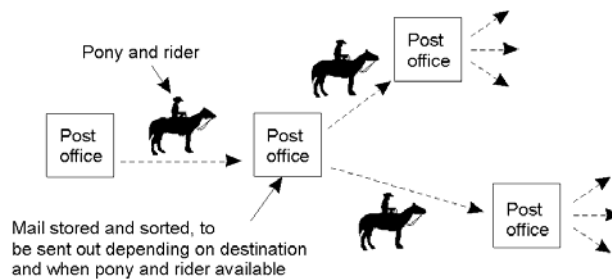 Pony and rider
Post
office
Post
office
Post
office
Post
office
Mail stored and sorted, to
be sent out depending on destination
and when pony and rider available